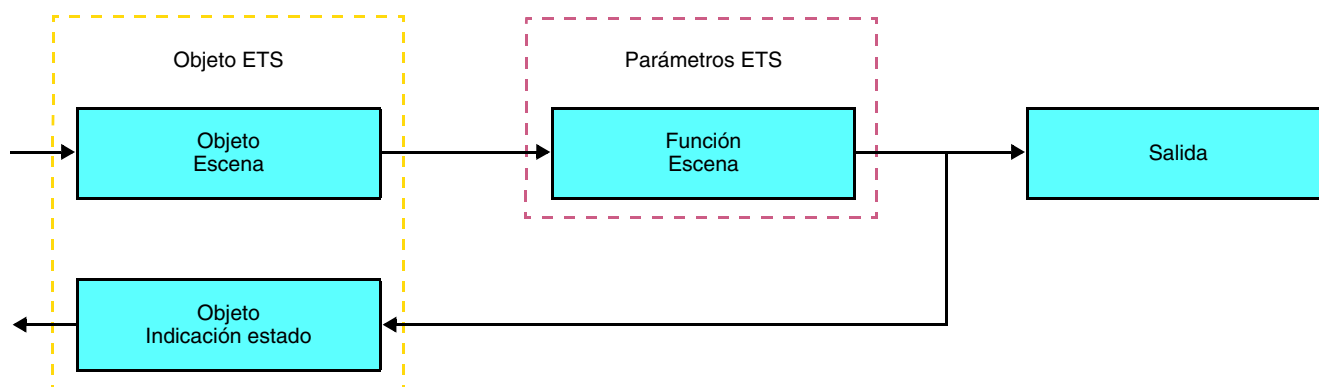 Objeto ETS
Parámetros ETS
Objeto
Escena
Función
Escena
Salida
Objeto
Indicación estado